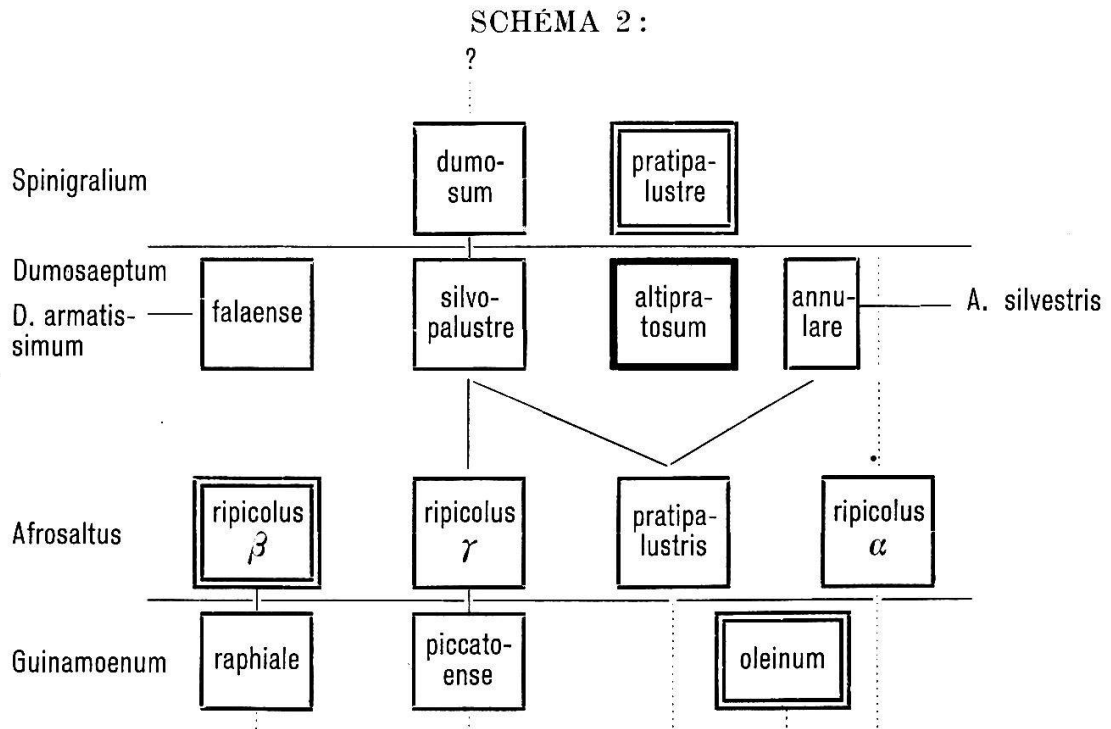 SCHÉMA 2:
?
Spinigralium
dumo-
sum
pratipa-
lustre
Dumosaeptum
D. armatis-
simum
falaense
silvo-
palustre
altipra-
tosum
annu-
lare
A. silvestris
Afrosaltus
ripicolus
β
ripicolus
γ
pratipa-
lustris
ripicolus
α
Guinamoenum
raphiale
piccato-
ense
oleinum